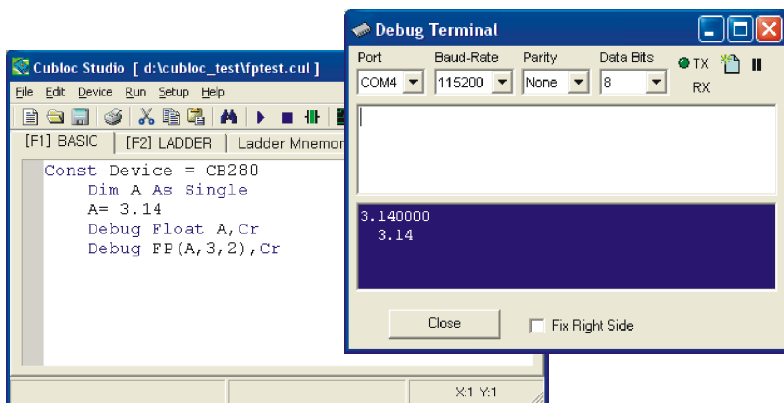 Cubloc Studio [ d:\cubloc_test\fptest.cul ]
File Edit Device Run Setup Help
[F1] BASIC [F2] LADDER Ladder Mnemor
Const Device = CB280
Dim A As Single
A= 3.14
Debug Float A,Cr
Debug FP(A,3,2),Cr
X:1 Y:1
Debug Terminal
Port Baud-Rate Parity Data Bits
TX
COM4 115200 None 8
RX
3.140000
3.14
Close Fix Right Side